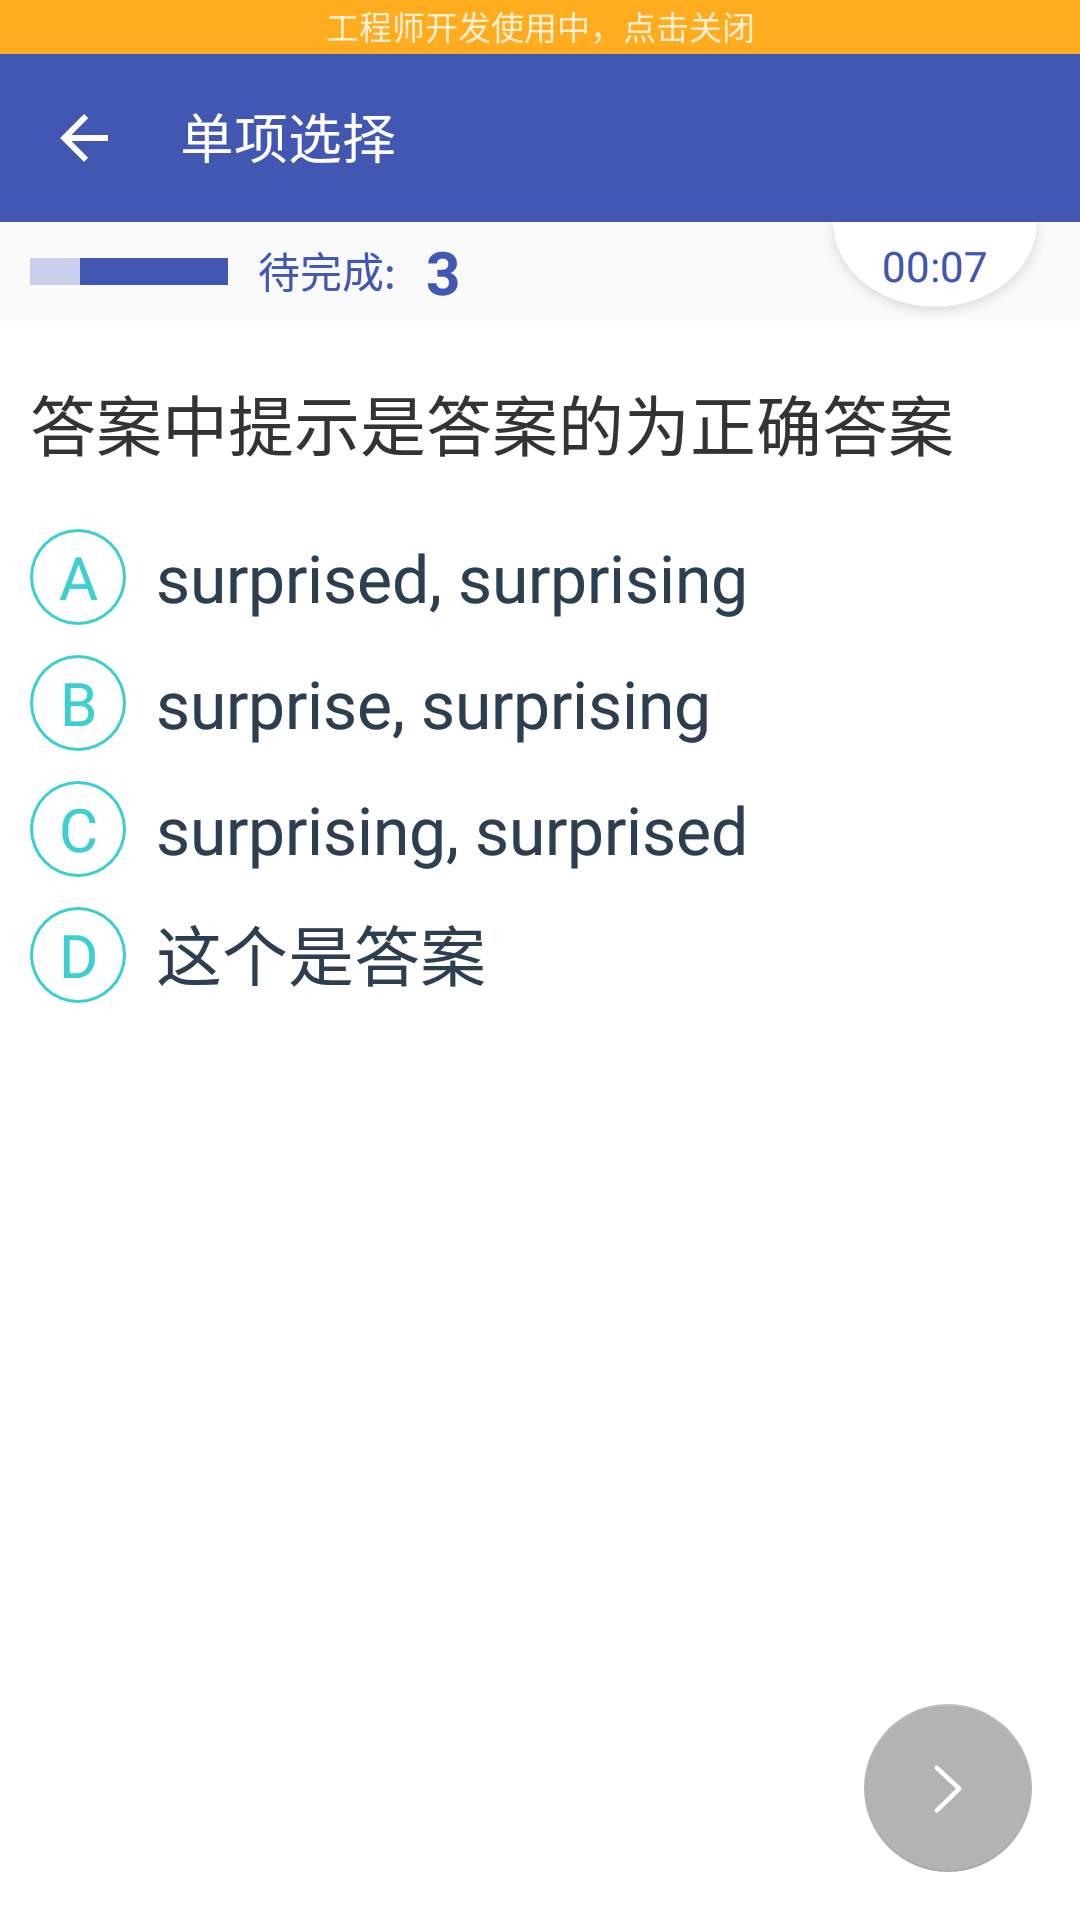 工程师开发使用中，点击关闭
单项选择
待完成: 3
00:07
答案中提示是答案的为正确答案
A surprised, surprising
B surprise, surprising
C surprising, surprised
D 这个是答案